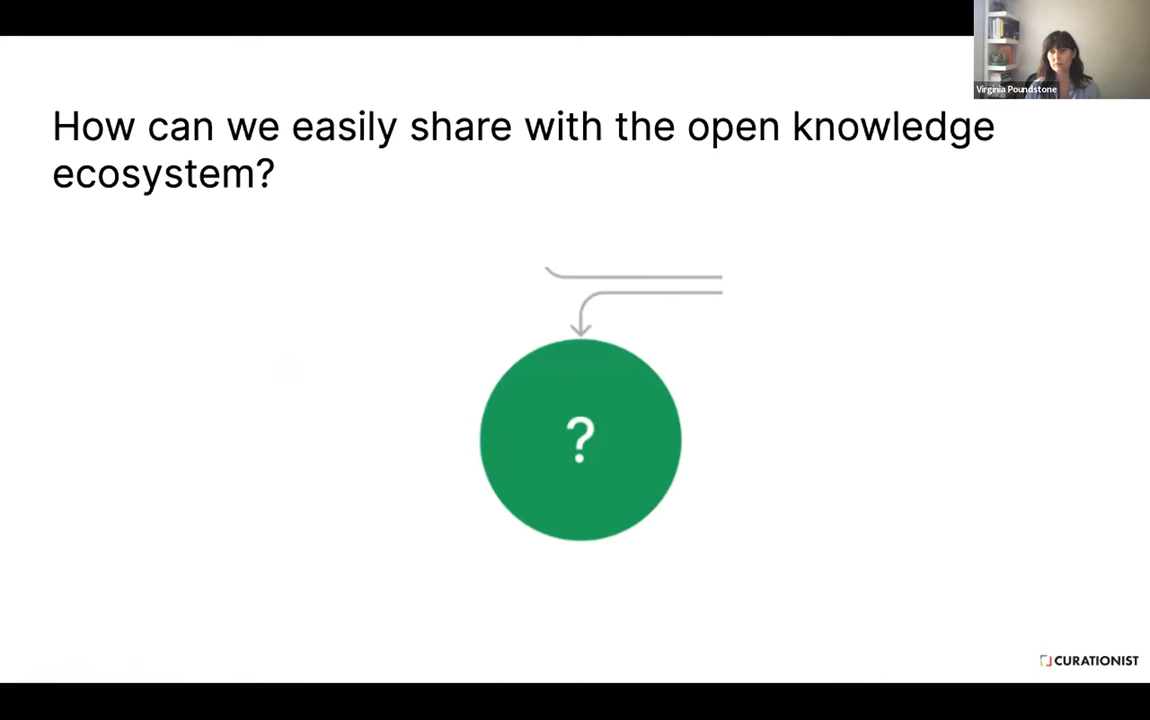 Virginia Poundstone
How can we easily share with the open knowledge
ecosystem?
?
CURATIONIST